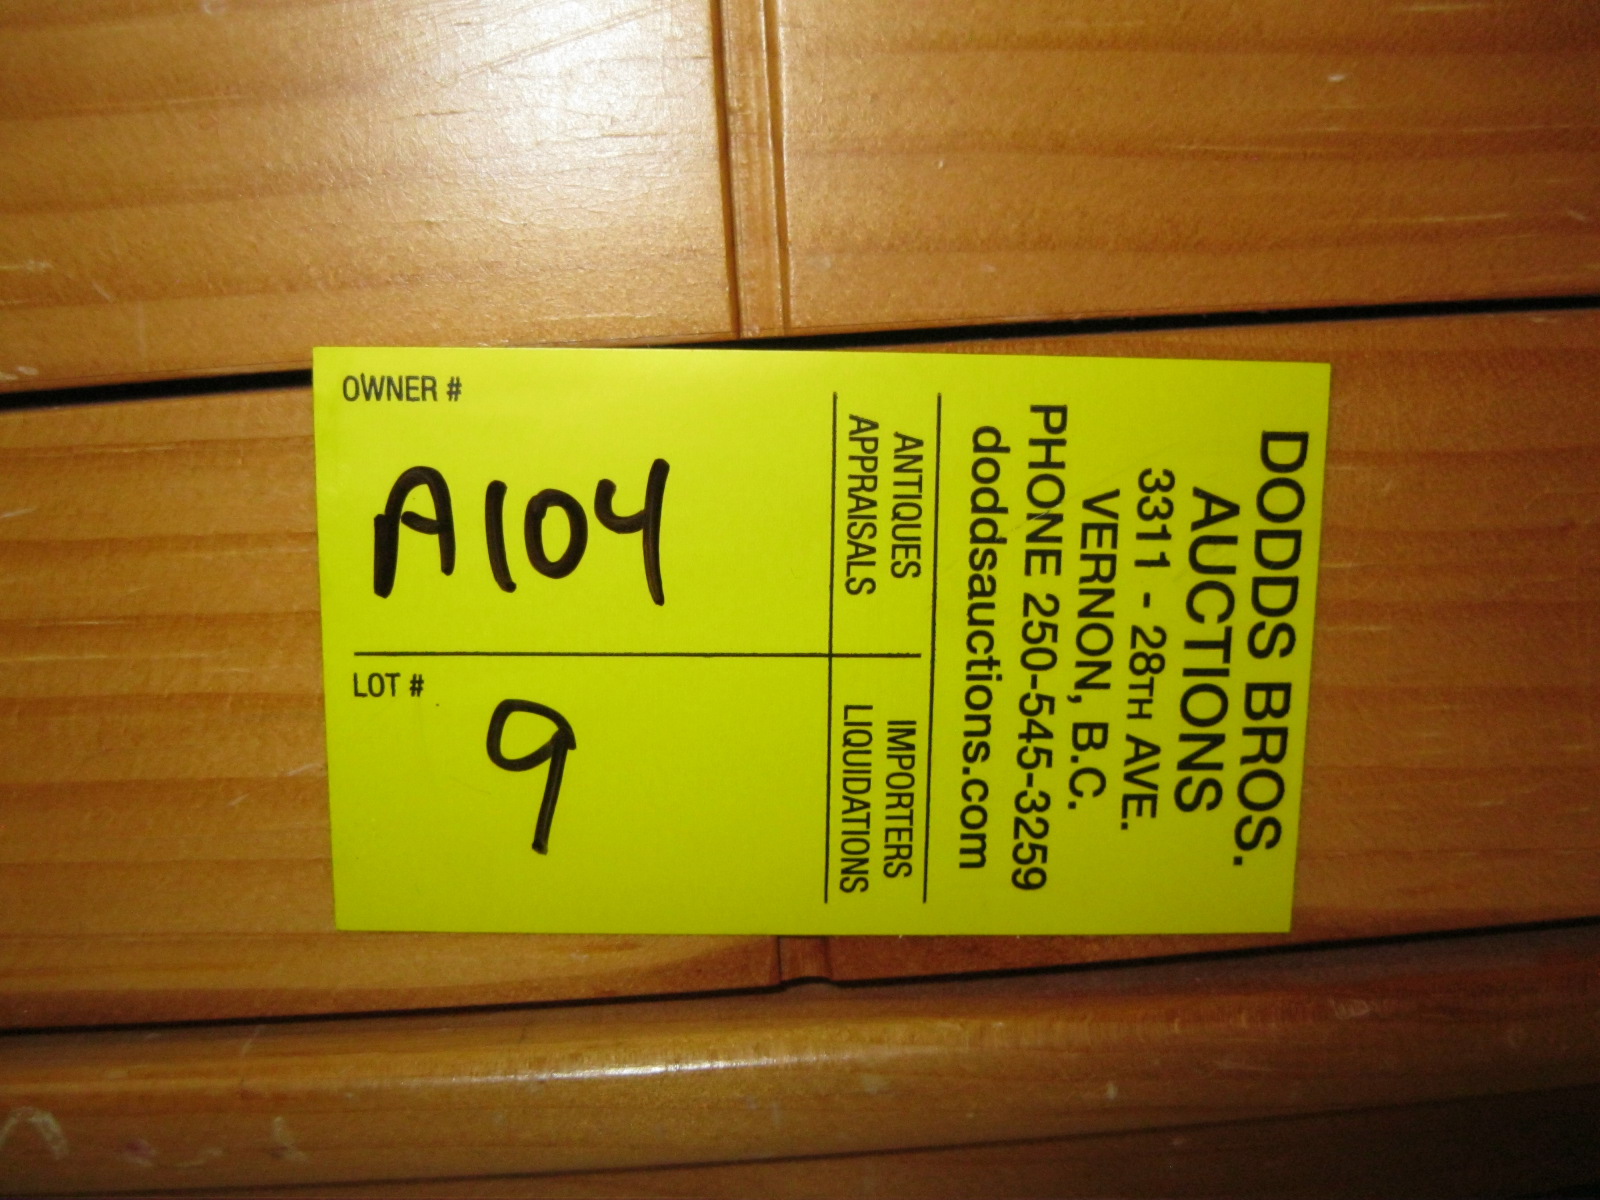 DODDS BROS.
AUCTIONS
3311 - 28TH AVE.
VERNON, B.C.
PHONE 250-545-3259
doddsauctions.com
ANTIQUES IMPORTERS
APPRAISALS LIQUIDATIONS
OWNER #
A104
LOT #
9